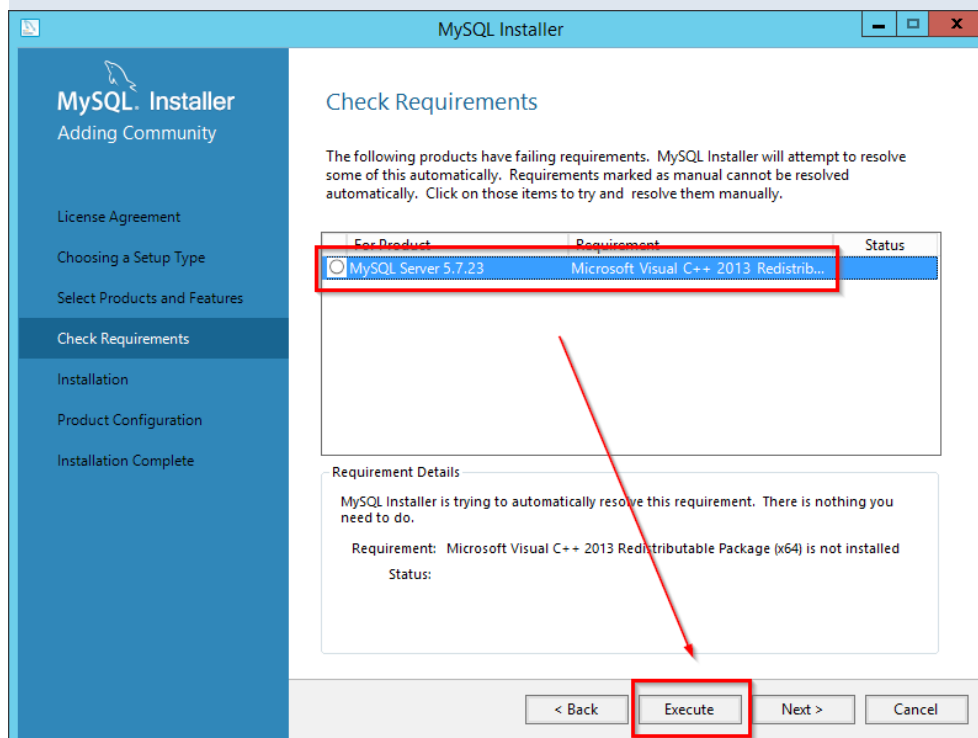 MySQL Installer
MySQL. Installer
Adding Community
License Agreement
Choosing a Setup Type
Select Products and Features
Check Requirements
Installation
Product Configuration
Installation Complete
Check Requirements
The following products have failing requirements. MySQL Installer will attempt to resolve
some of this automatically. Requirements marked as manual cannot be resolved
automatically. Click on those items to try and resolve them manually.
For Product Requirement Status
MySQL Server 5.7.23 Microsoft Visual C++ 2013 Redistrib...
Requirement Details
MySQL Installer is trying to automatically resolve this requirement. There is nothing you
need to do.
Requirement: Microsoft Visual C++ 2013 Redistributable Package (x64) is not installed
Status:
< Back Execute Next > Cancel